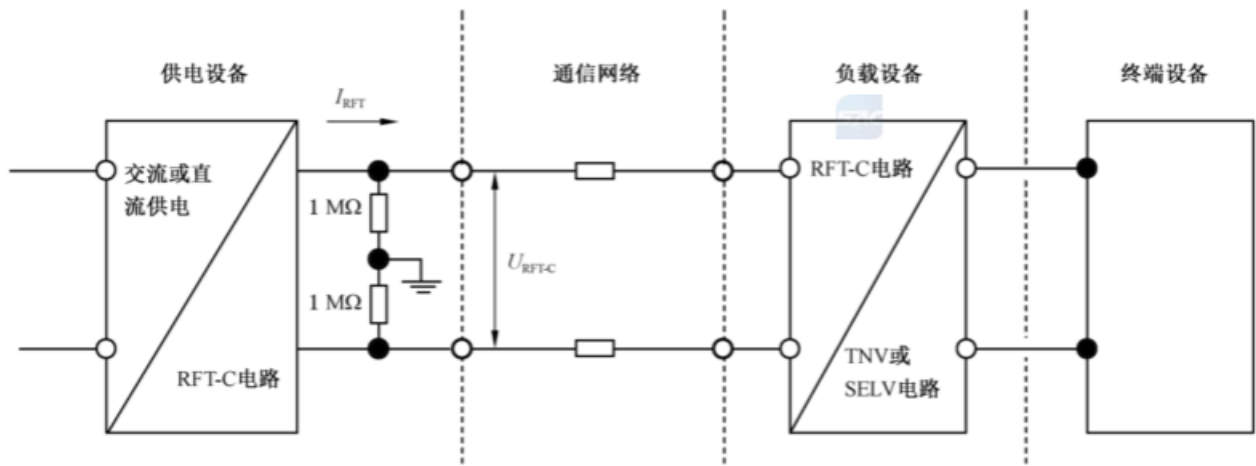 供电设备
通信网络
负载设备
终端设备
I_RFT
交流或直
流供电
1 MΩ
1 MΩ
RFT-C电路
U_RFT-C
RFT-C电路
TNV或
SELV电路